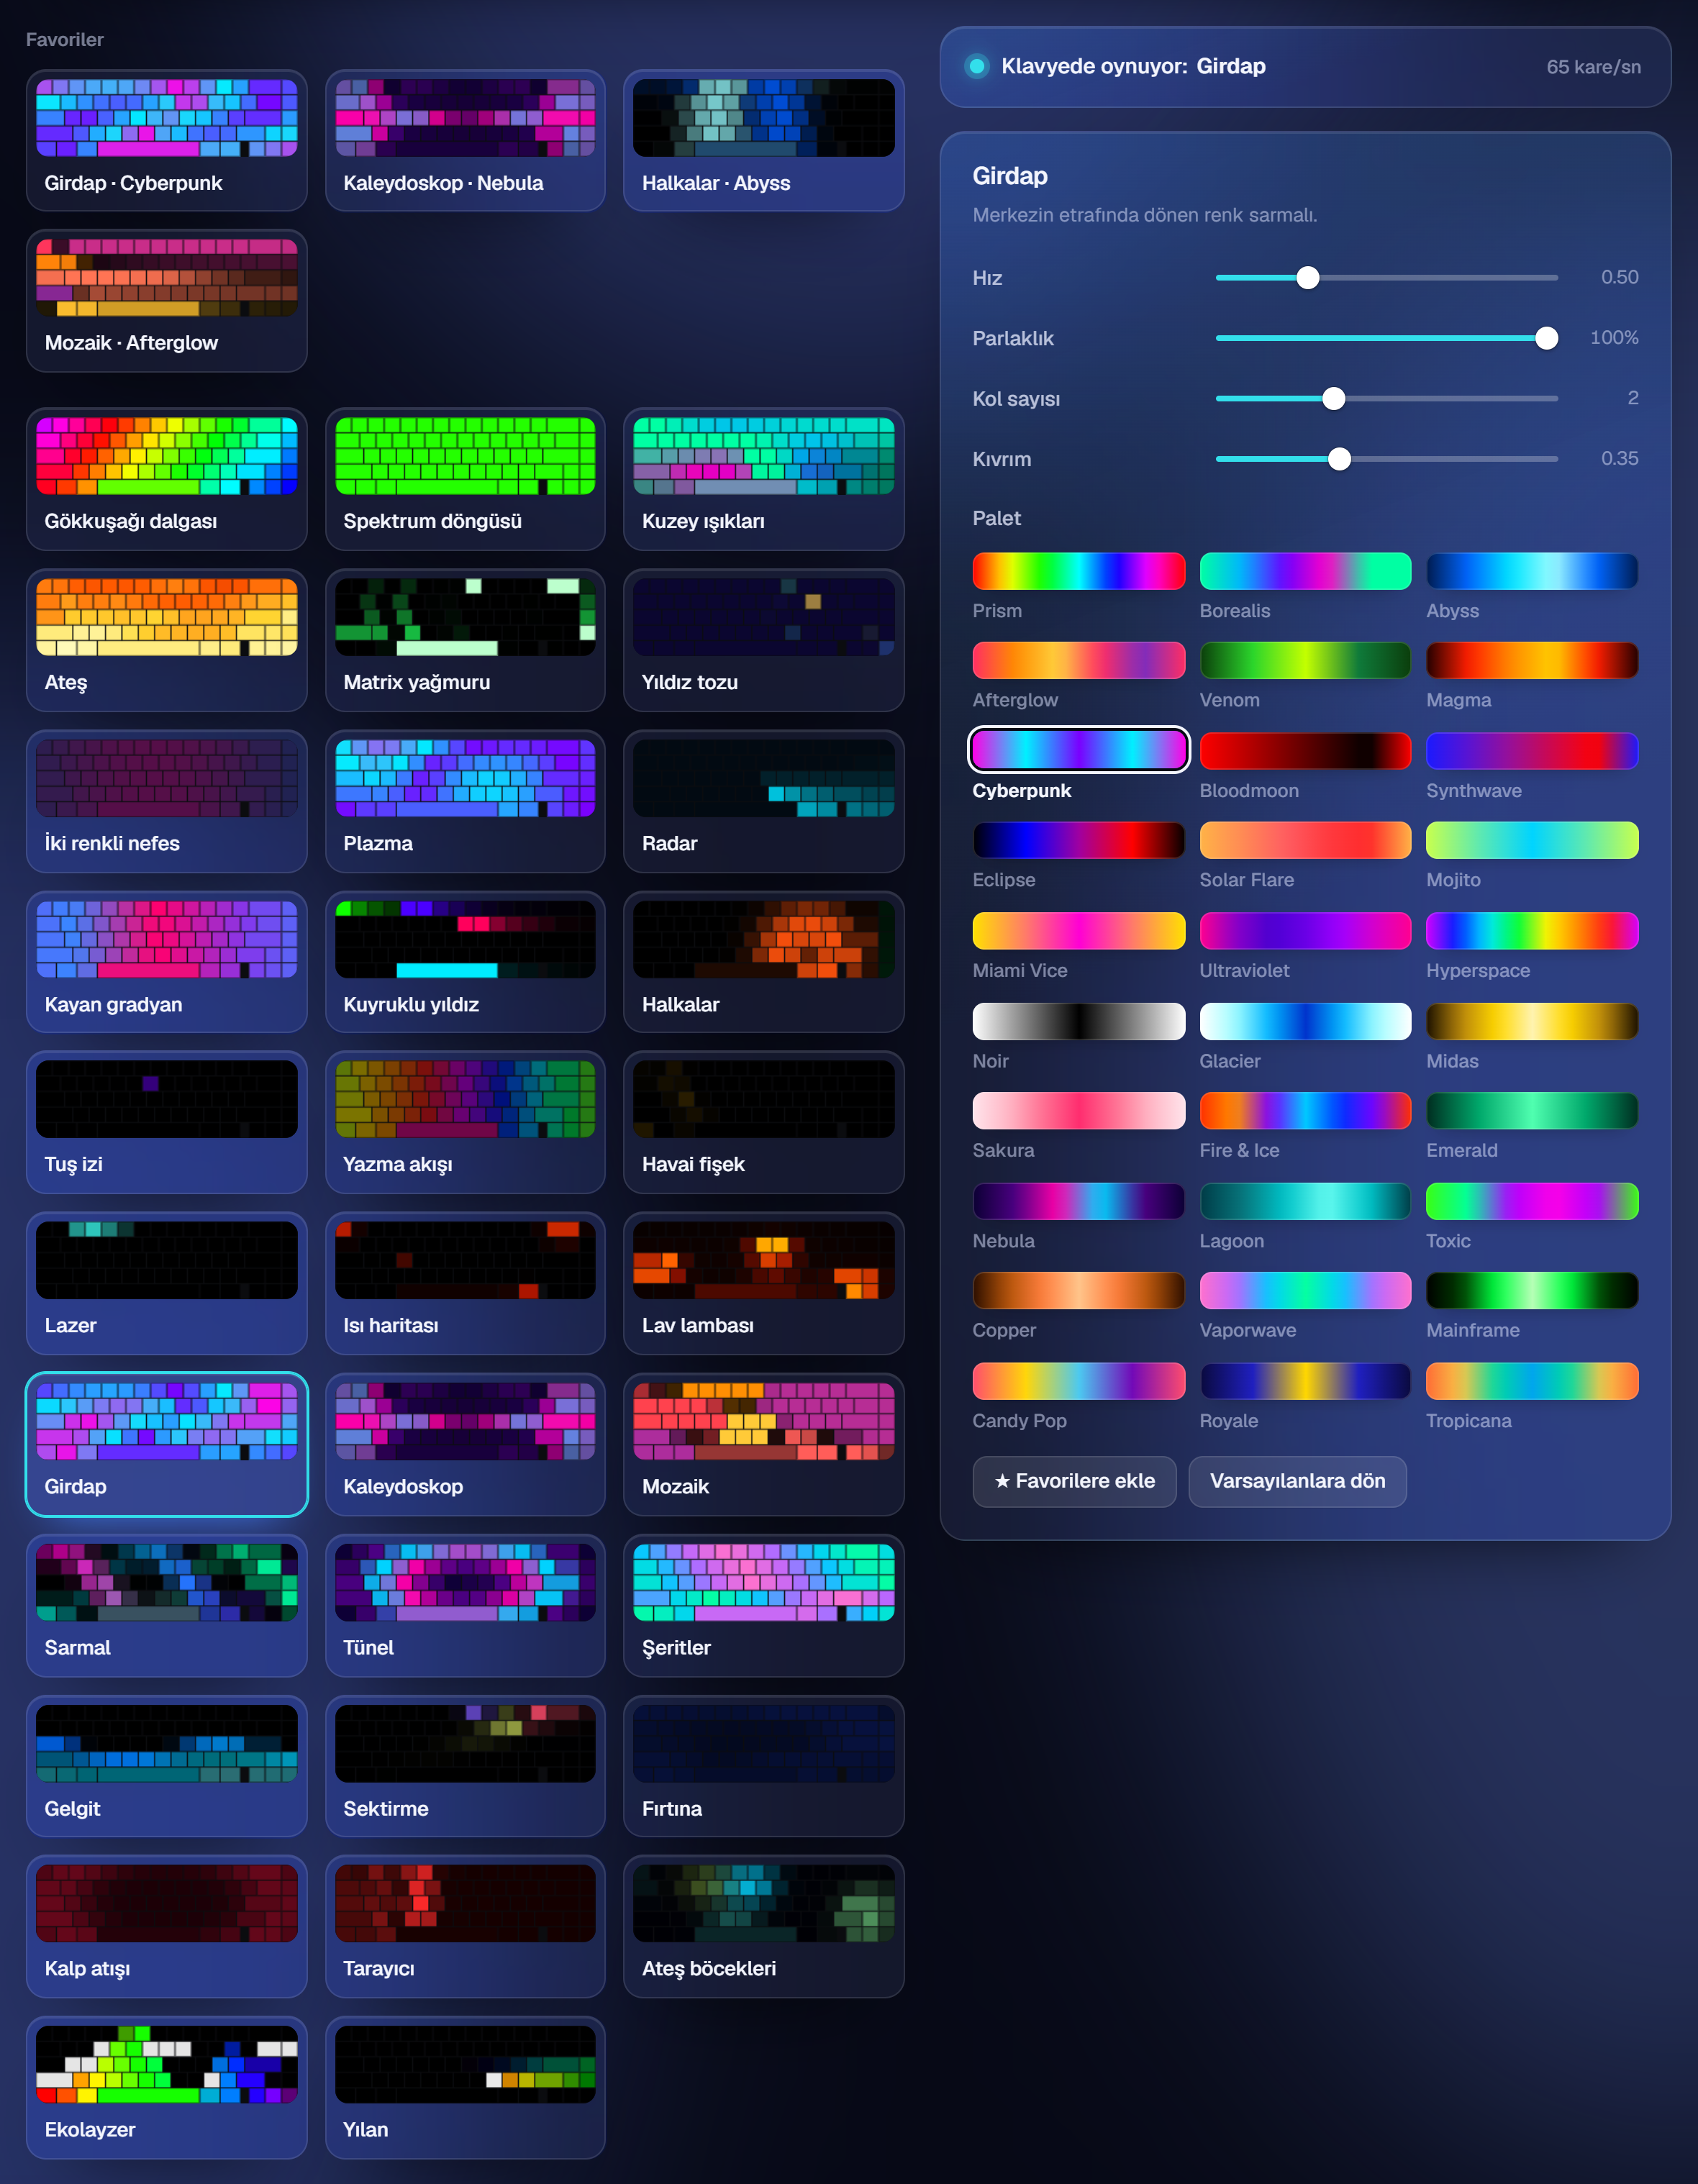 Favoriler
Girdap · Cyberpunk
Kaleydoskop · Nebula
Halkalar · Abyss
Mozaik · Afterglow
Gökkuşağı dalgası
Spektrum döngüsü
Kuzey ışıkları
Ateş
Matrix yağmuru
Yıldız tozu
İki renkli nefes
Plazma
Radar
Kayan gradyan
Kuyruklu yıldız
Halkalar
Tuş izi
Yazma akışı
Havai fişek
Lazer
Isı haritası
Lav lambası
Girdap
Kaleydoskop
Mozaik
Sarmal
Tünel
Şeritler
Gelgit
Sektirme
Fırtına
Kalp atışı
Tarayıcı
Ateş böcekleri
Ekolayzer
Yılan
Klavyede oynuyor: Girdap
65 kare/sn
Girdap
Merkezin etrafında dönen renk sarmalı.
Hız 0.50
Parlaklık 100%
Kol sayısı 2
Kıvrım 0.35
Palet
Prism
Borealis
Abyss
Afterglow
Venom
Magma
Cyberpunk
Bloodmoon
Synthwave
Eclipse
Solar Flare
Mojito
Miami Vice
Ultraviolet
Hyperspace
Noir
Glacier
Midas
Sakura
Fire & Ice
Emerald
Nebula
Lagoon
Toxic
Copper
Vaporwave
Mainframe
Candy Pop
Royale
Tropicana
★ Favorilere ekle
Varsayılanlara dön